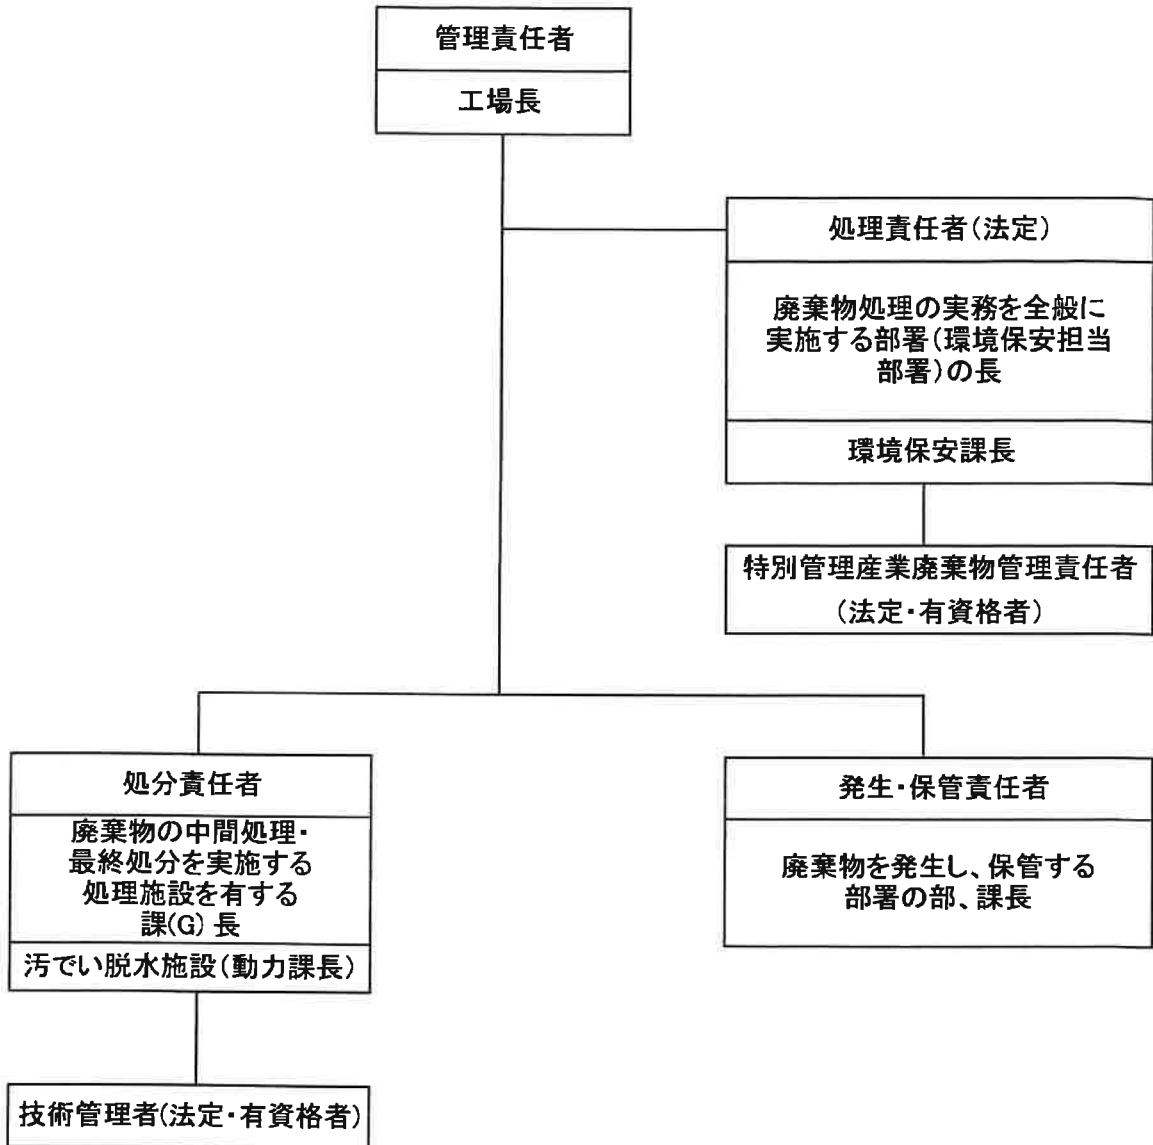 管理責任者
工場長
処理責任者(法定)
廃棄物処理の実務を全般に
実施する部署(環境保安担当
部署)の長
環境保安課長
特別管理産業廃棄物管理責任者
(法定・有資格者)
処分責任者
廃棄物の中間処理・
最終処分を実施する
処理施設を有する
課(G)長
汚でい脱水施設(動力課長)
技術管理者(法定・有資格者)
発生・保管責任者
廃棄物を発生し、保管する
部署の部、課長